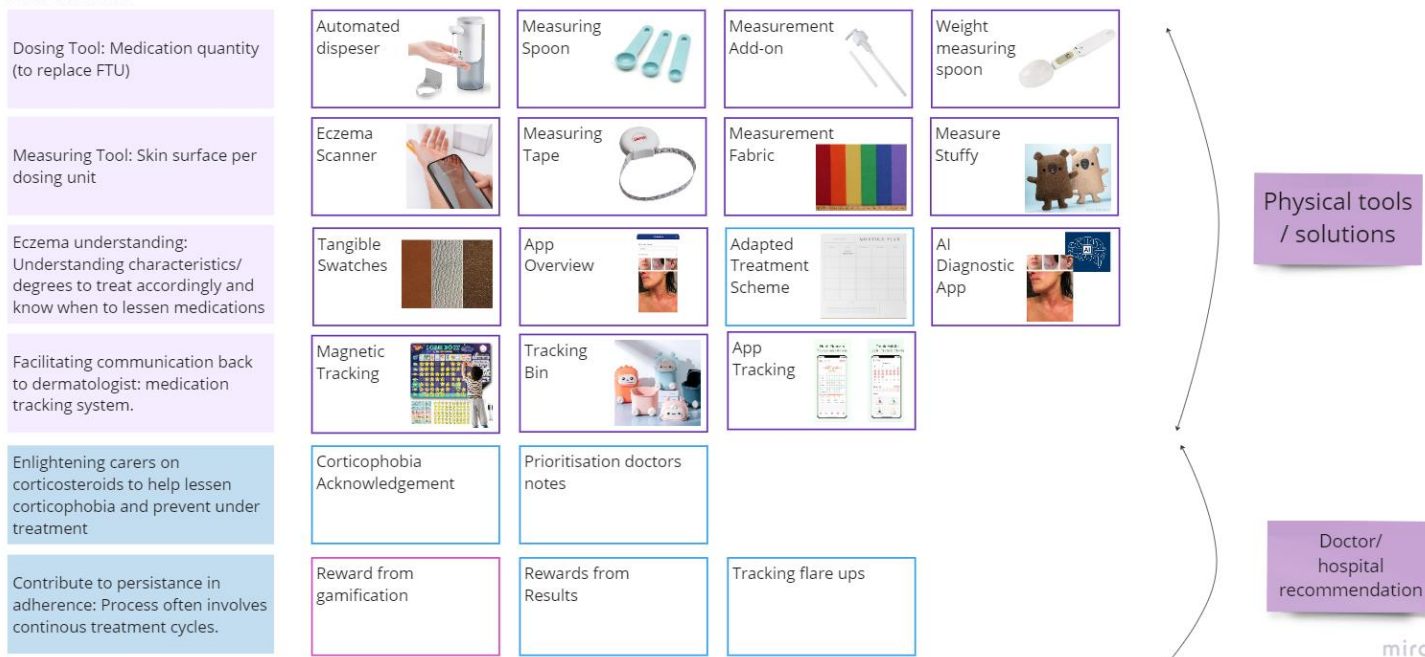 Dosing Tool: Medication quantity
(to replace FTU)
Automated
dispeser
Measuring
Spoon
Measurement
Add-on
Weight
measuring
spoon
Measuring Tool: Skin surface per
dosing unit
Eczema
Scanner
Measuring
Tape
Measurement
Fabric
Measure
Stuffy
Physical tools
/ solutions
Eczema understanding:
Understanding characteristics/
degrees to treat accordingly and
know when to lessen medications
Tangible
Swatches
App
Overview
Adapted
Treatment
Scheme
AI
Diagnostic
App
AI
Facilitating communication back
to dermatologist: medication
tracking system.
Magnetic
Tracking
Tracking
Bin
App
Tracking
Enlightening carers on
corticosteroids to help lessen
corticophobia and prevent under
treatment
Corticophobia
Acknowledgement
Prioritisation doctors
notes
Doctor/
hospital
recommendation
Contribute to persistance in
adherence: Process often involves
continous treatment cycles.
Reward from
gamification
Rewards from
Results
Tracking flare ups